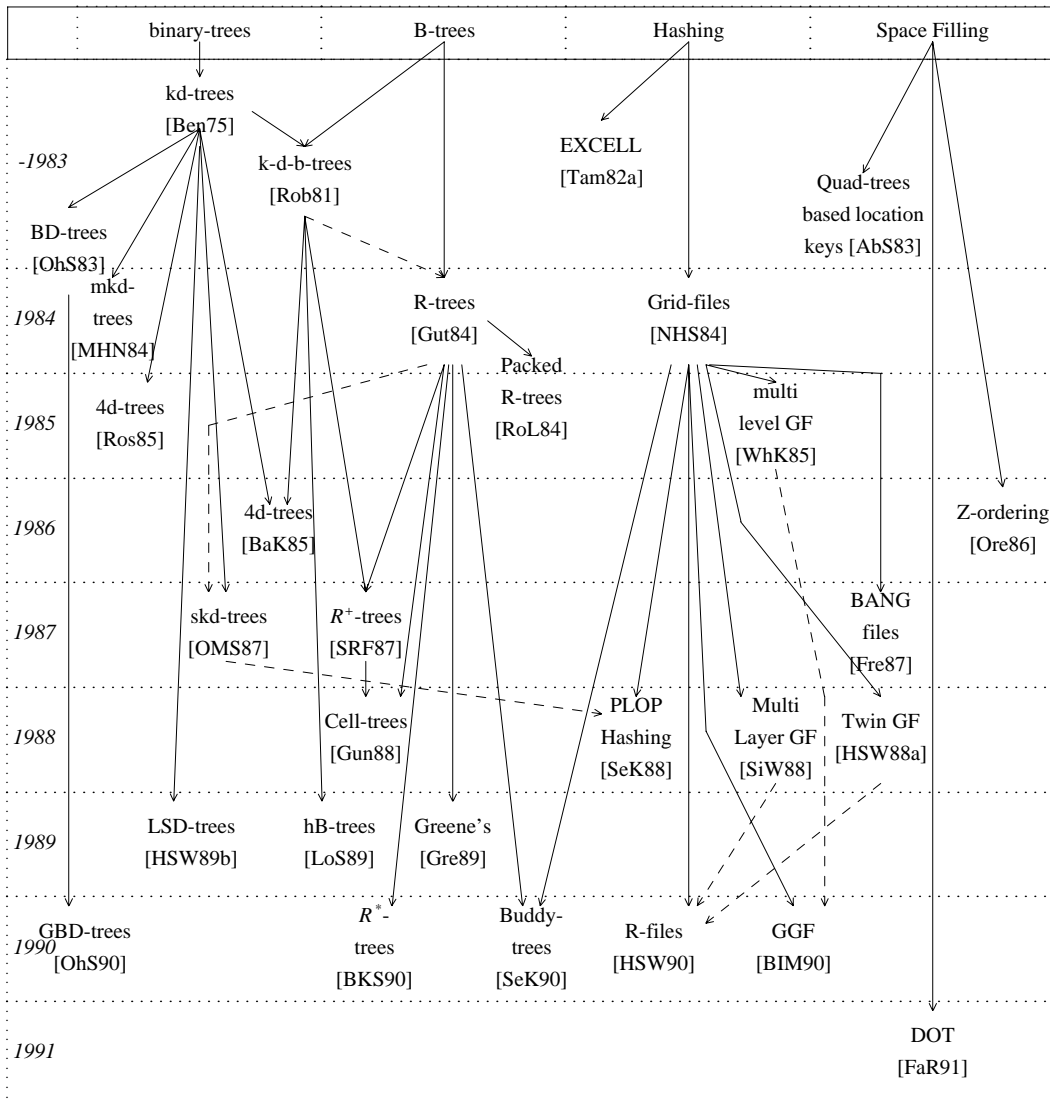 binary-trees
B-trees
Hashing
Space Filling
-1983
kd-trees
[Ben75]
k-d-b-trees
[Rob81]
EXCELL
[Tam82a]
Quad-trees
based location
keys [AbS83]
BD-trees
[OhS83]
1984
mkd-
trees
[MHN84]
R-trees
[Gut84]
Packed
R-trees
[RoL84]
Grid-files
[NHS84]
1985
4d-trees
[Ros85]
multi
level GF
[WhK85]
1986
4d-trees
[BaK85]
Z-ordering
[Ore86]
1987
skd-trees
[OMS87]
R+-trees
[SRF87]
BANG
files
[Fre87]
1988
Cell-trees
[Gun88]
PLOP
Hashing
[SeK88]
Multi
Layer GF
[SiW88]
Twin GF
[HSW88a]
1989
LSD-trees
[HSW89b]
hB-trees
[LoS89]
Greene's
[Gre89]
1990
GBD-trees
[OhS90]
R*-
trees
[BKS90]
Buddy-
trees
[SeK90]
R-files
[HSW90]
GGF
[BIM90]
1991
DOT
[FaR91]